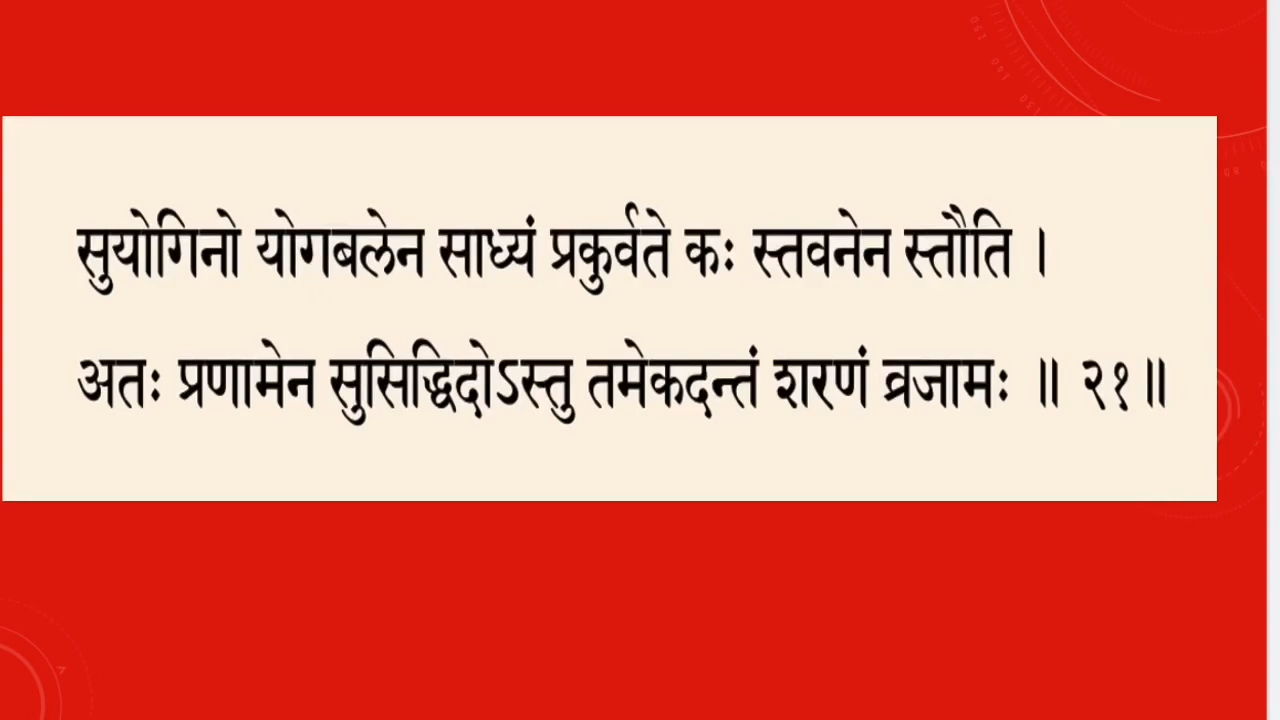 सुयोगिनो योगबलेन साध्यं प्रकुर्वते कः स्तवनेन स्तौति ।
अतः प्रणामेन सुसिद्धिदोऽस्तु तमेकदन्तं शरणं व्रजामः ॥ २१॥